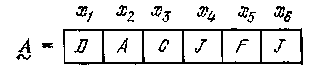 x1 x2 x3 x4 x5 x6
A = D A C J F J